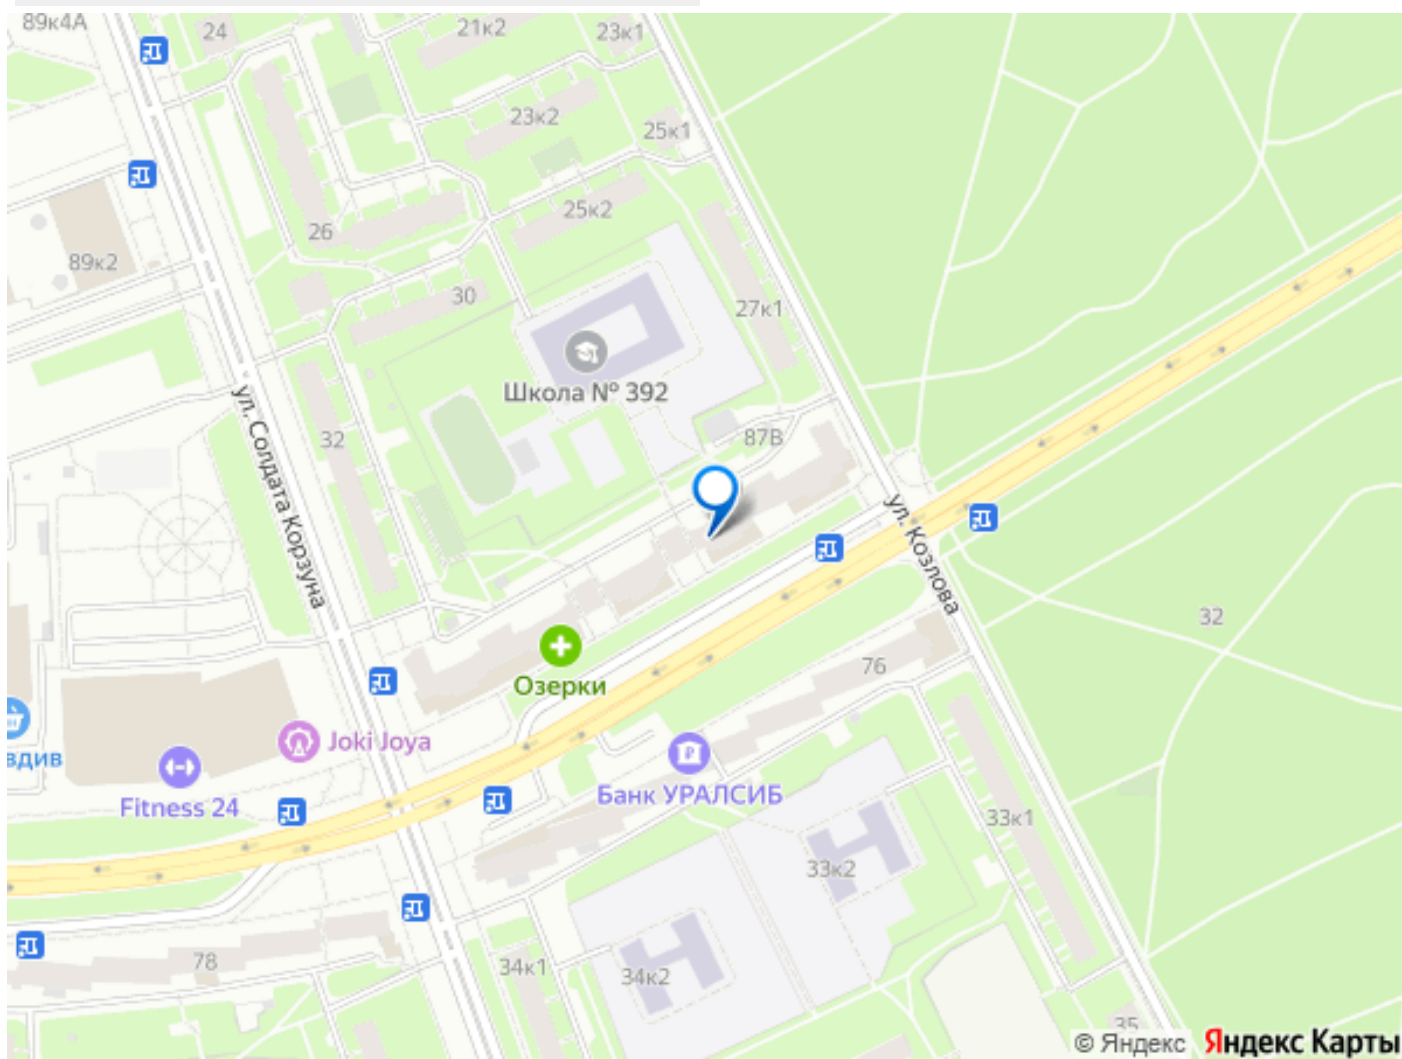 89к4А
24
21к2
23к1
23к2
25к1
25к2
26
89к2
30
27к1
Школа № 392
ул. Солдата Корзуна
32
87В
ул. Козлова
32
Озерки
76
Joki Joya
вдив
Fitness 24
Банк УРАЛСИБ
33к1
33к2
78
34к1
34к2
35
© Яндекс Яндекс Карты